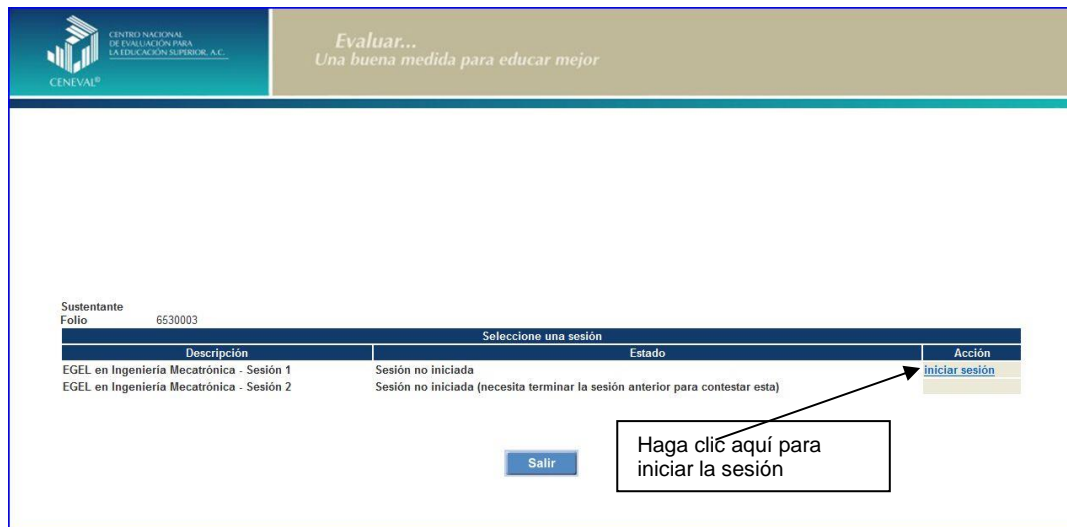 CENTRO NACIONAL
DE EVALUACIÓN PARA
LA EDUCACIÓN SUPERIOR, A.C.
CENEVAL®
Evaluar...
Una buena medida para educar mejor
Sustentante
Folio 6530003
Seleccione una sesión
Descripción Estado Acción
EGEL en Ingeniería Mecatrónica - Sesión 1 Sesión no iniciada iniciar sesión
EGEL en Ingeniería Mecatrónica - Sesión 2 Sesión no iniciada (necesita terminar la sesión anterior para contestar esta)
Haga clic aquí para
iniciar la sesión
Salir